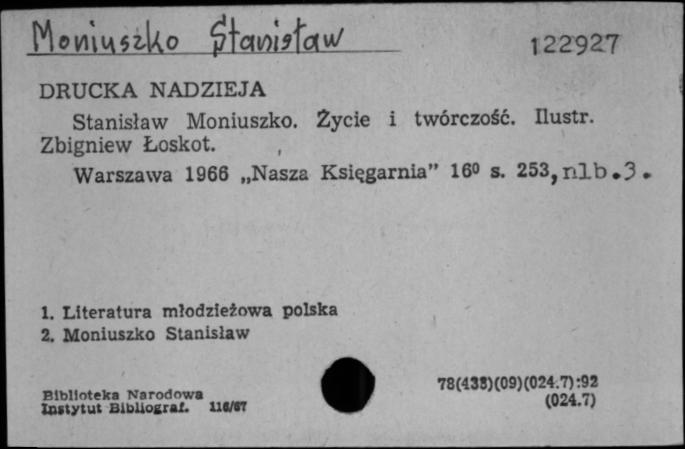 Moniuszko Stanisław
122927
DRUCKA NADZIEJA
Stanisław Moniuszko. Życie i twórczość. Ilustr.
Zbigniew Łoskot.
Warszawa 1966 „Nasza Księgarnia” 16⁰ s. 253, nlb.3.
1. Literatura młodzieżowa polska
2. Moniuszko Stanisław
Biblioteka Narodowa
Instytut Bibliograf. 116/67
78(438)(09)(024.7):92
(024.7)